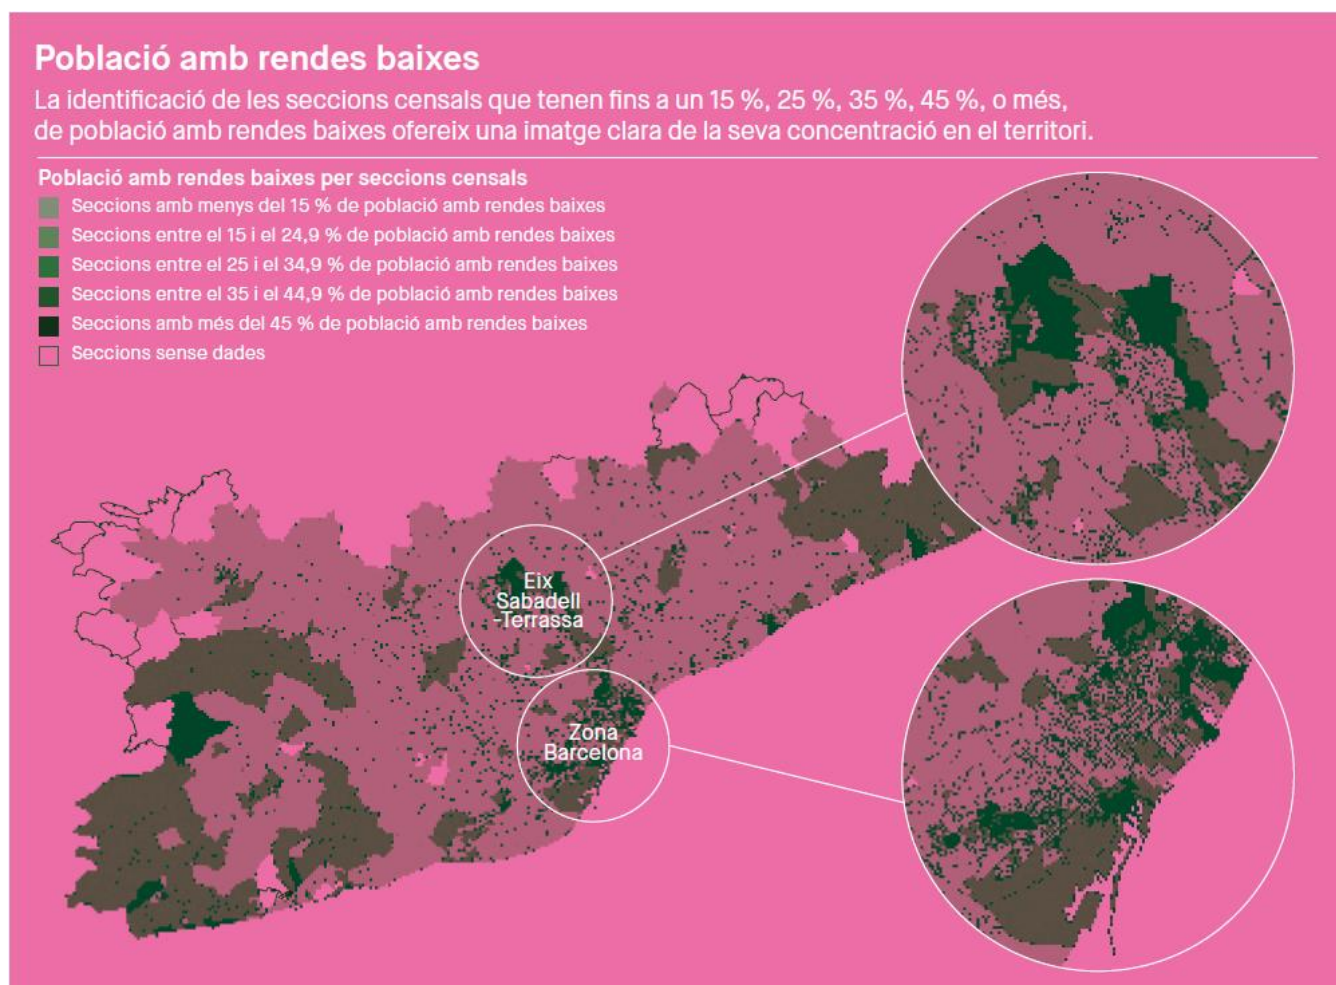 Població amb rendes baixes
La identificació de les seccions censals que tenen fins a un 15 %, 25 %, 35 %, 45 %, o més,
de població amb rendes baixes ofereix una imatge clara de la seva concentració en el territori.
Població amb rendes baixes per seccions censals
Seccions amb menys del 15 % de població amb rendes baixes
Seccions entre el 15 i el 24,9 % de població amb rendes baixes
Seccions entre el 25 i el 34,9 % de població amb rendes baixes
Seccions entre el 35 i el 44,9 % de població amb rendes baixes
Seccions amb més del 45 % de població amb rendes baixes
Seccions sense dades
Eix
Sabadell
-Terrassa
Zona
Barcelona